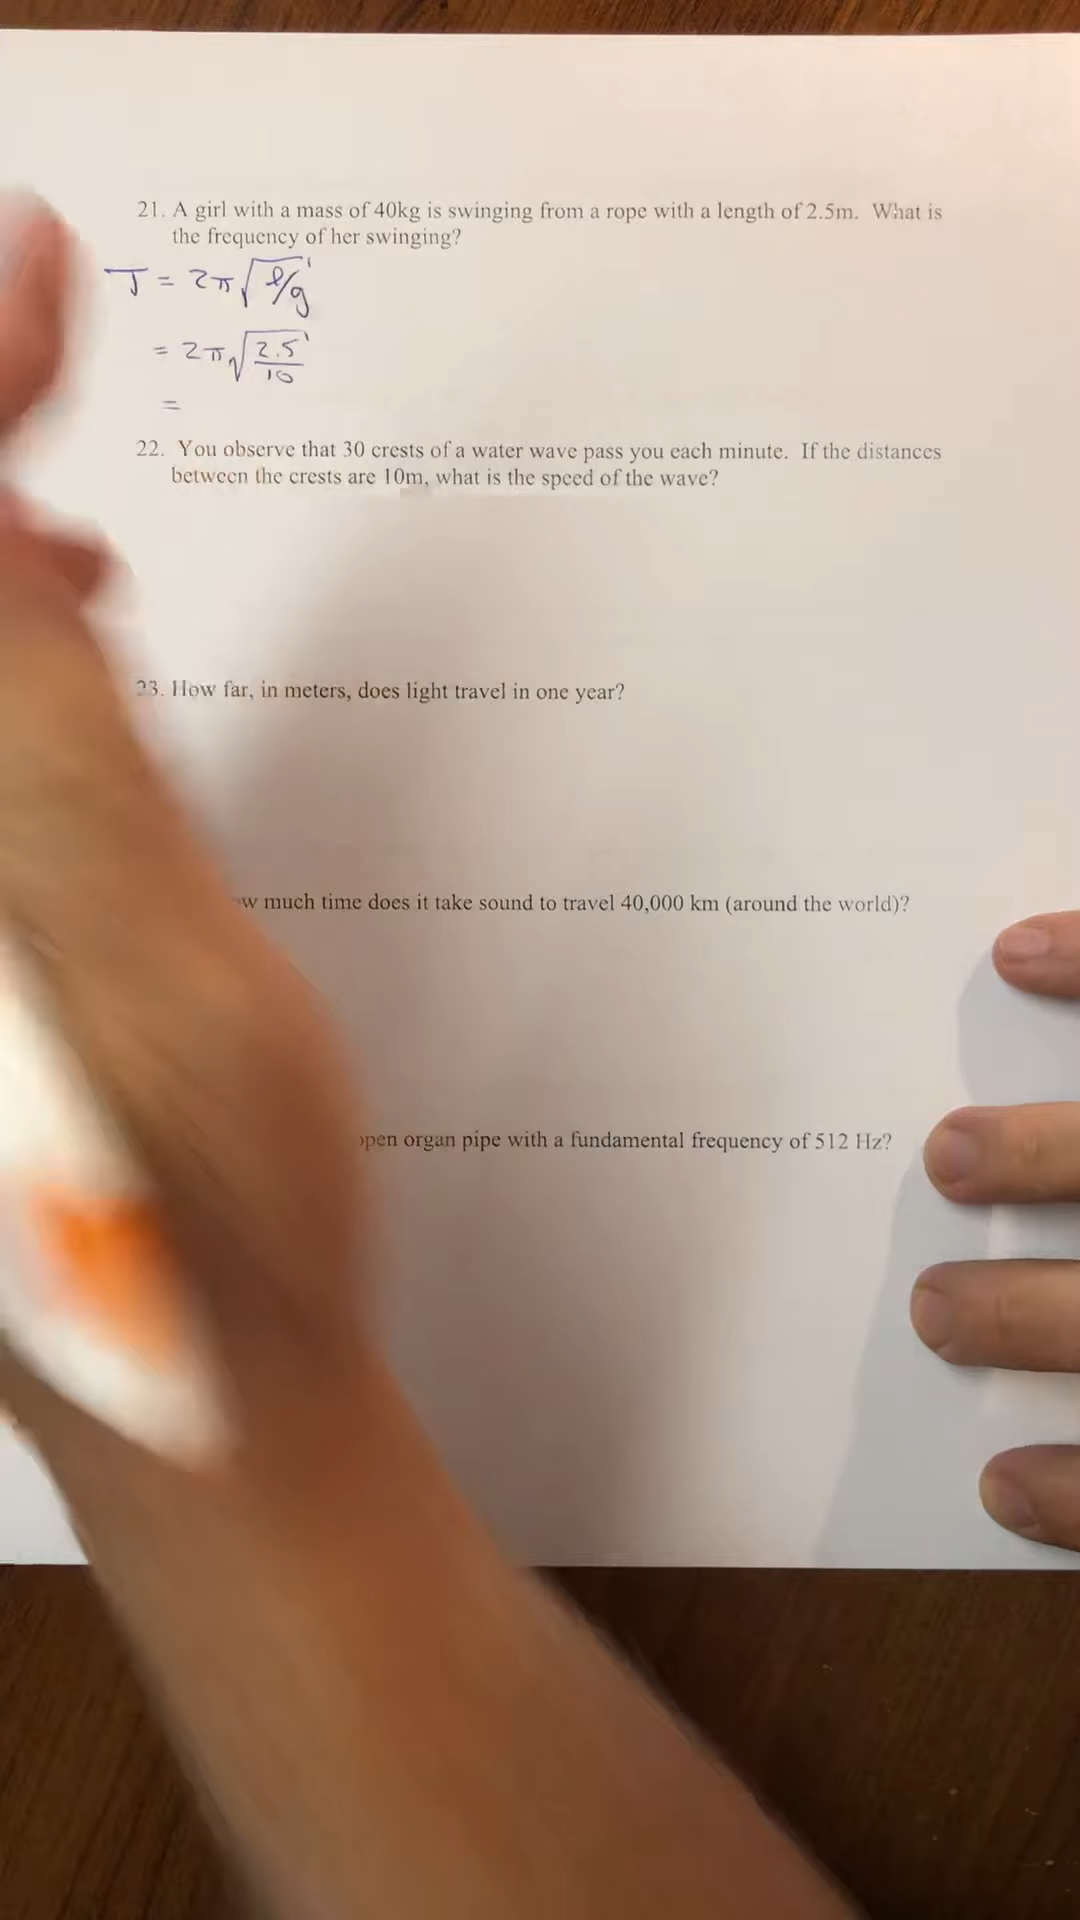 21. A girl with a mass of 40kg is swinging from a rope with a length of 2.5m. What is
the frequency of her swinging?
T = 2π√(l/g)
= 2π√(2.5/10)
=
22. You observe that 30 crests of a water wave pass you each minute. If the distances
between the crests are 10m, what is the speed of the wave?
23. How far, in meters, does light travel in one year?
much time does it take sound to travel 40,000 km (around the world)?
organ pipe with a fundamental frequency of 512 Hz?